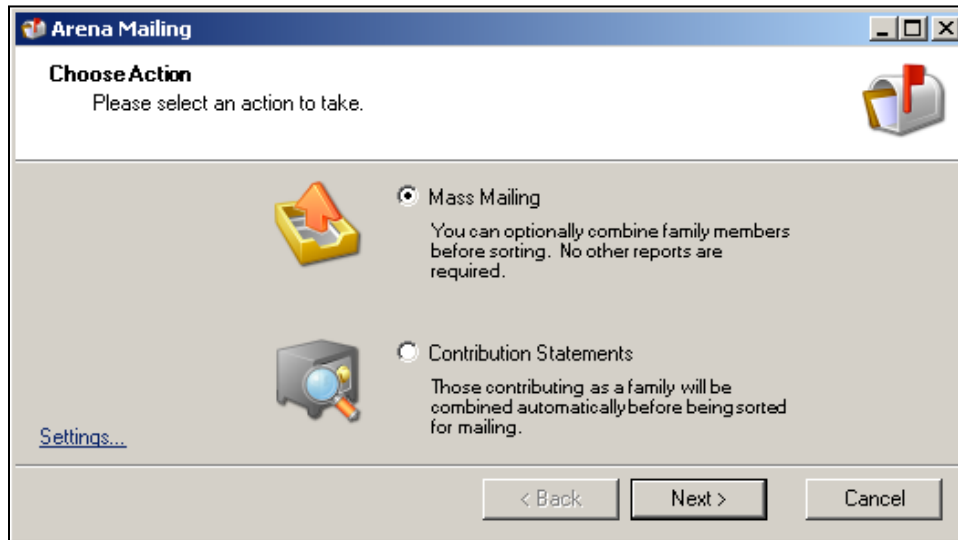 Arena Mailing
Choose Action
Please select an action to take.
Mass Mailing
You can optionally combine family members
before sorting. No other reports are
required.
Contribution Statements
Those contributing as a family will be
combined automatically before being sorted
for mailing.
Settings...
< Back
Next >
Cancel